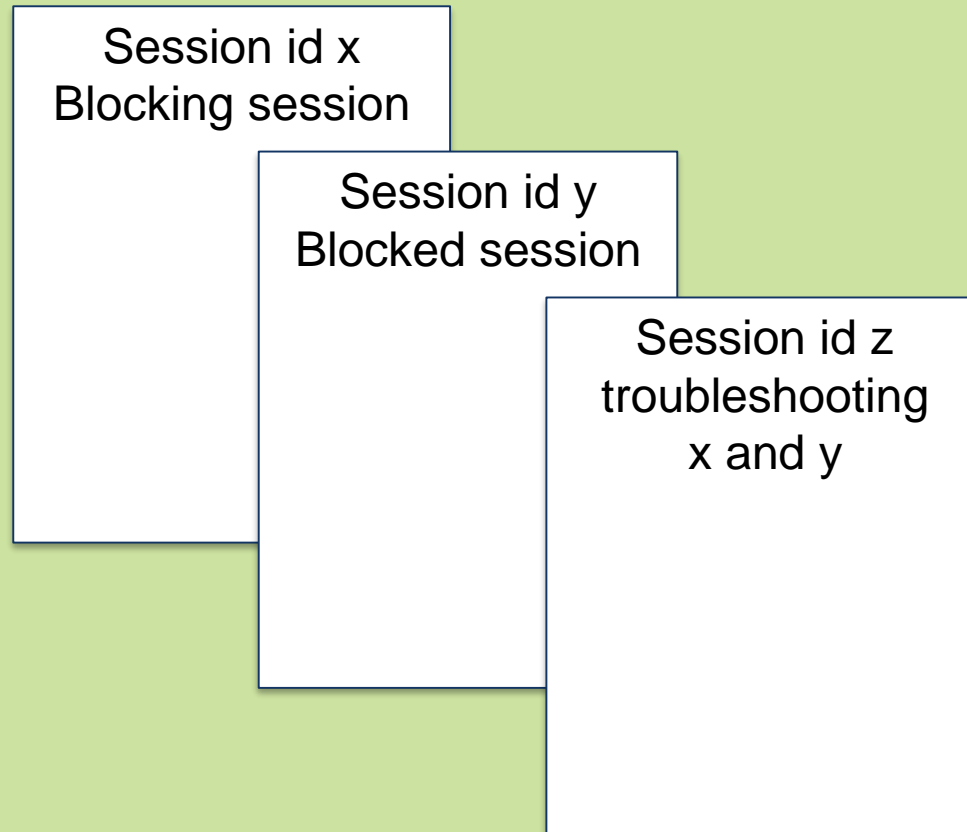 Session id x
Blocking session
Session id y
Blocked session
Session id z
troubleshooting
x and y